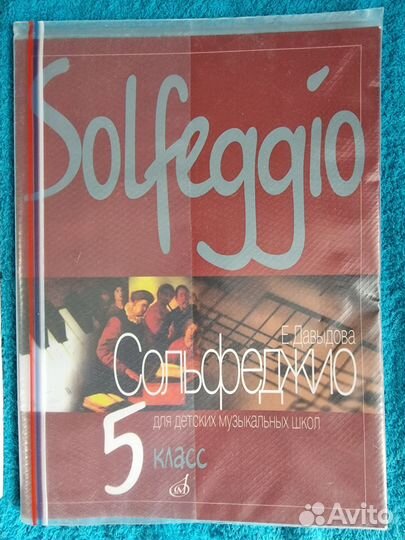 Solfeggio
Е.Давыдова
Сольфеджио
для детских музыкальных школ
5 класс
Avito